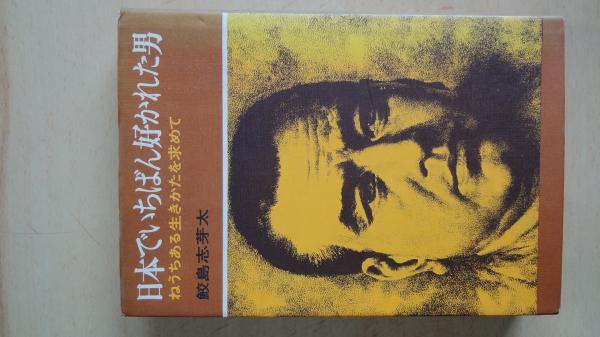 日本でいちばん好かれた男
ねうちある生きかたを求めて
鮫島志芽太